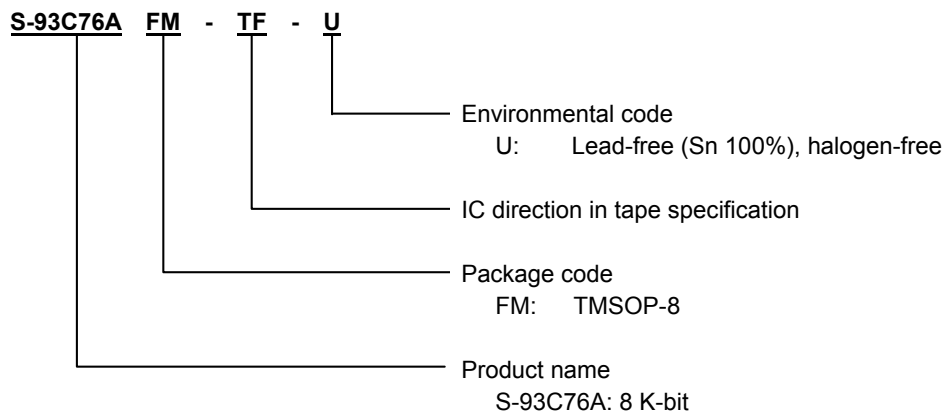 S-93C76A FM - TF - U
Environmental code
U: Lead-free (Sn 100%), halogen-free
IC direction in tape specification
Package code
FM: TMSOP-8
Product name
S-93C76A: 8 K-bit